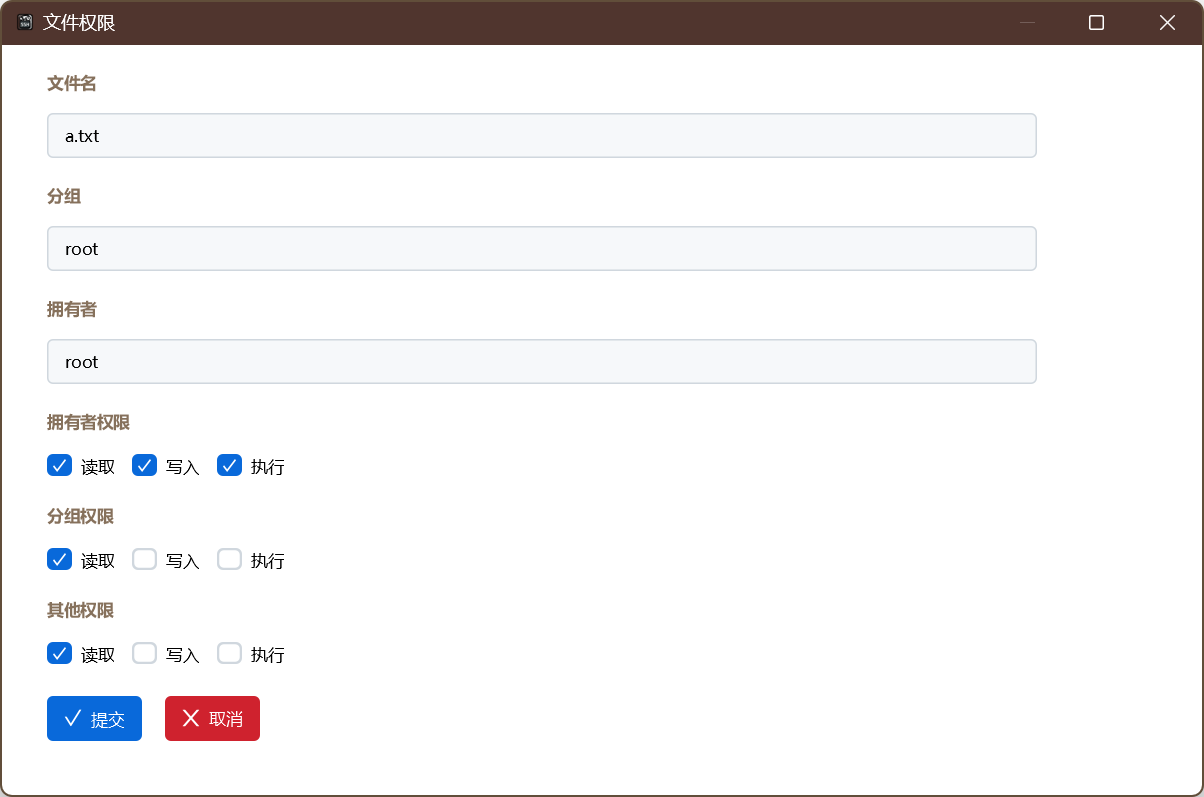 文件权限
文件名
a.txt
分组
root
拥有者
root
拥有者权限
读取 写入 执行
分组权限
读取 写入 执行
其他权限
读取 写入 执行
提交 取消